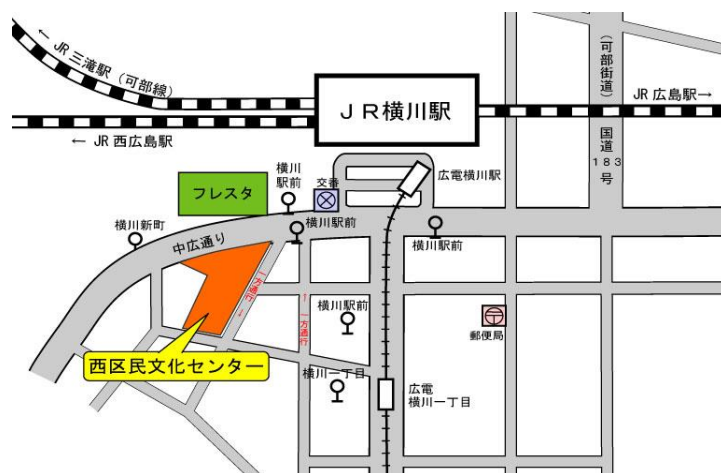 ← JR 三滝駅（可部線）
JR横川駅
（可部街道）
国道
183
号
JR 広島駅→
← JR 西広島駅
横川
駅前
交番
広電横川駅
フレスタ
横川新町
中広通り
横川駅前
横川駅前
一方通行→
↑一方通行
横川駅前
郵便局
西区民文化センター
横川一丁目
広電
横川一丁目